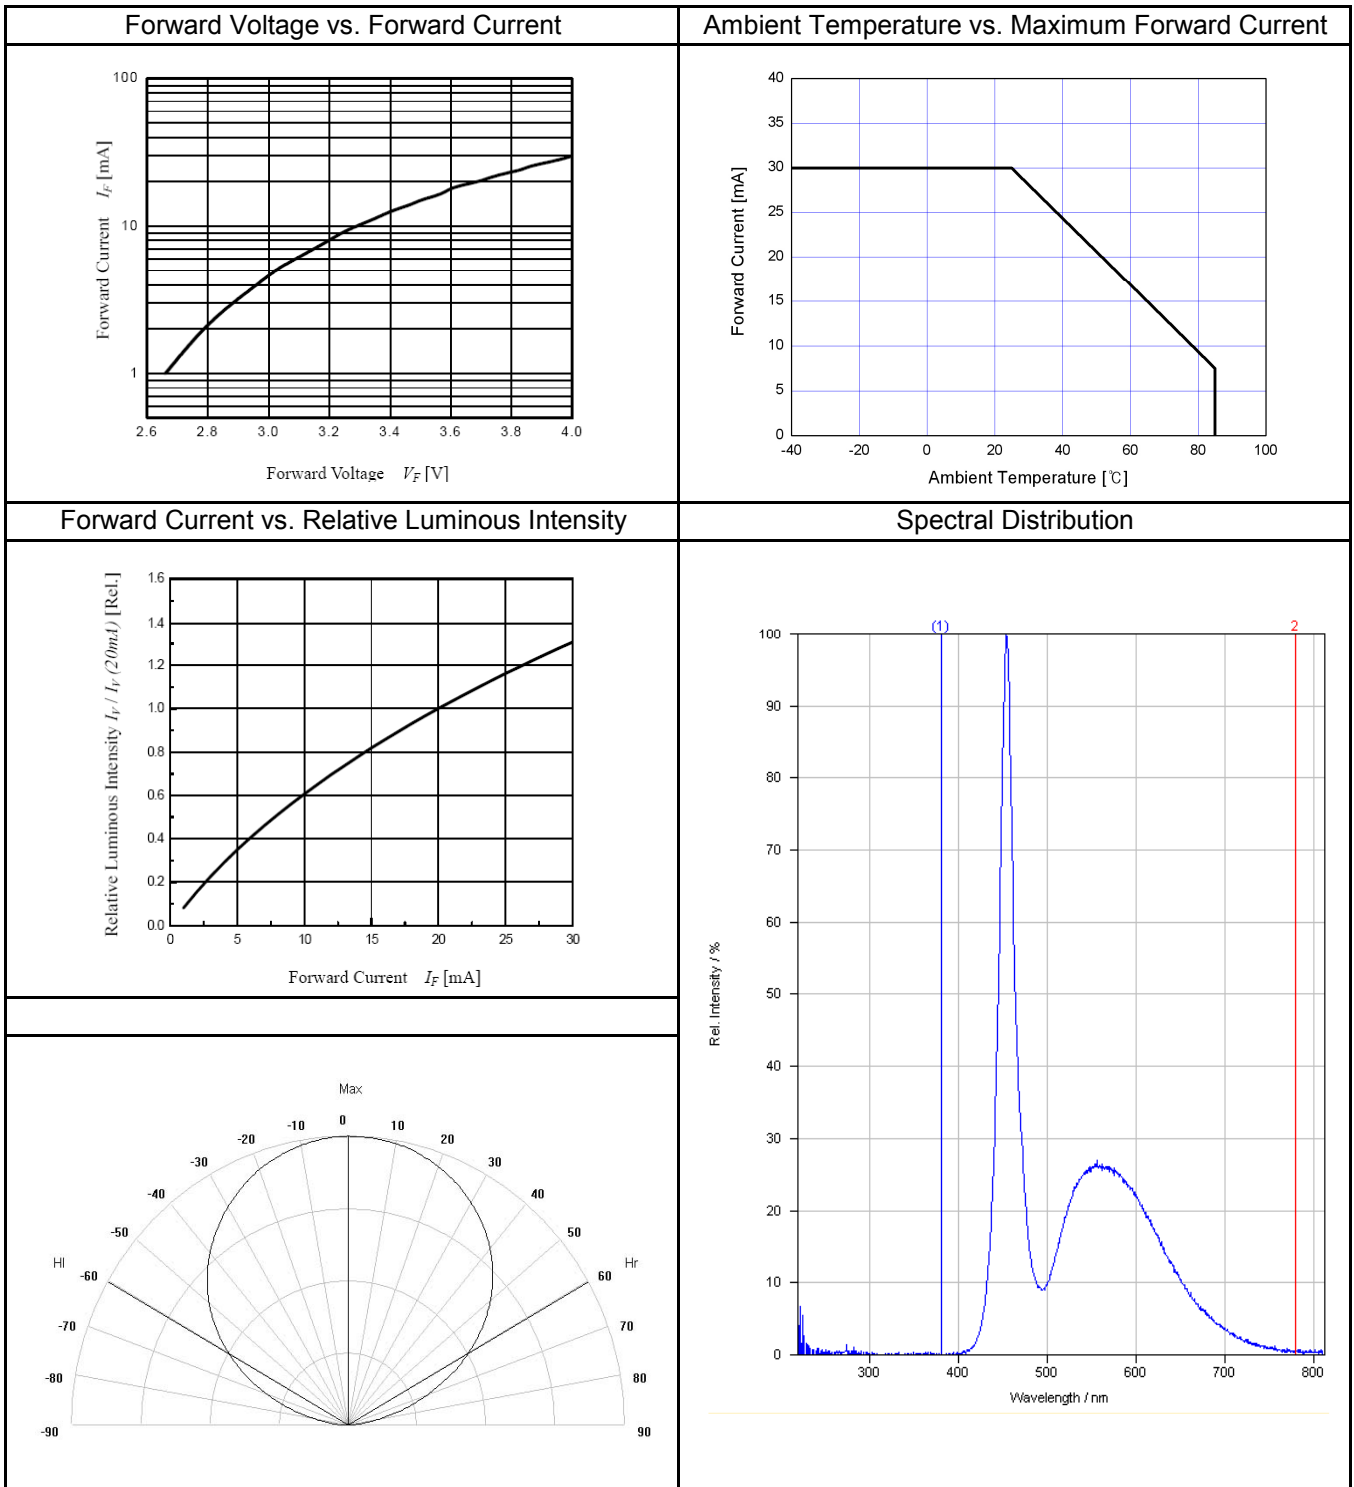 Forward Voltage vs. Forward Current
100
10
1
Forward Current I_F [mA]
2.6 2.8 3.0 3.2 3.4 3.6 3.8 4.0
Forward Voltage V_F [V]
Ambient Temperature vs. Maximum Forward Current
40
35
30
25
20
15
10
5
0
Forward Current [mA]
-40 -20 0 20 40 60 80 100
Ambient Temperature [℃]
Forward Current vs. Relative Luminous Intensity
1.6
1.4
1.2
1.0
0.8
0.6
0.4
0.2
0.0
Relative Luminous Intensity I_V / I_V (20mA) [Rel.]
0 5 10 15 20 25 30
Forward Current I_F [mA]
Spectral Distribution
(1) 2
100
90
80
70
60
50
40
30
20
10
0
Rel. Intensity / %
300 400 500 600 700 800
Wavelength / nm
Max
-10 0 10
-20 20
-30 30
-40 40
-50 50
Hl Hr
-60 60
-70 70
-80 80
-90 90